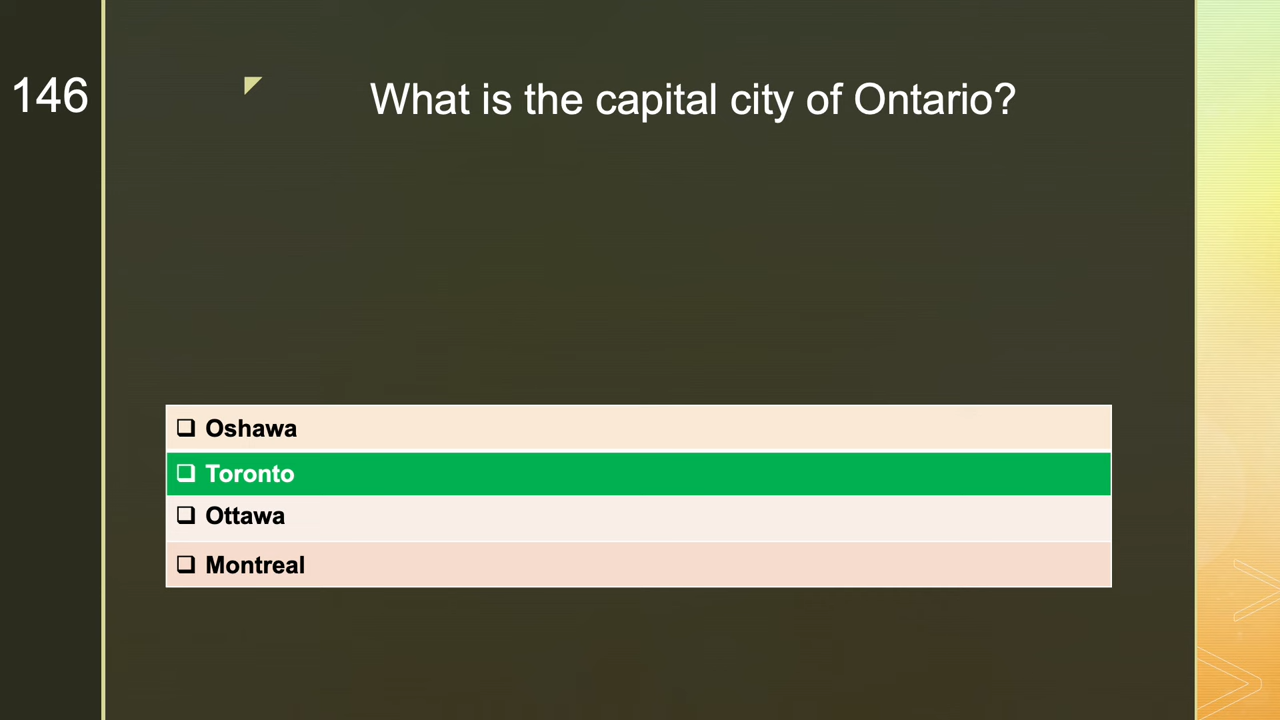 146
What is the capital city of Ontario?
❑ Oshawa
❑ Toronto
❑ Ottawa
❑ Montreal